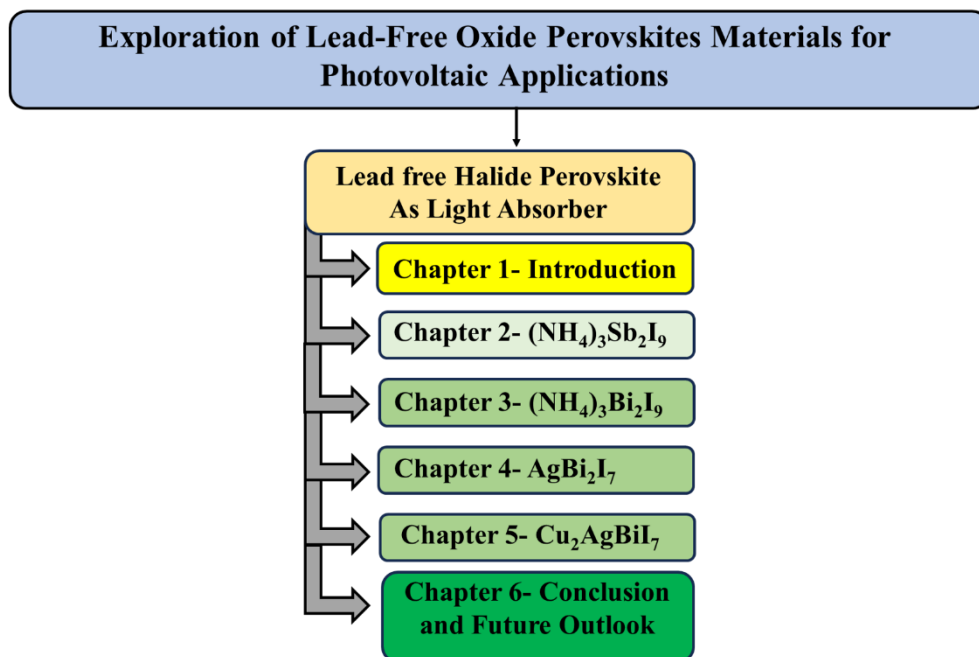 Exploration of Lead-Free Oxide Perovskites Materials for
Photovoltaic Applications
Lead free Halide Perovskite
As Light Absorber
Chapter 1- Introduction
Chapter 2- (NH₄)₃Sb₂I₉
Chapter 3- (NH₄)₃Bi₂I₉
Chapter 4- AgBi₂I₇
Chapter 5- Cu₂AgBiI₇
Chapter 6- Conclusion
and Future Outlook